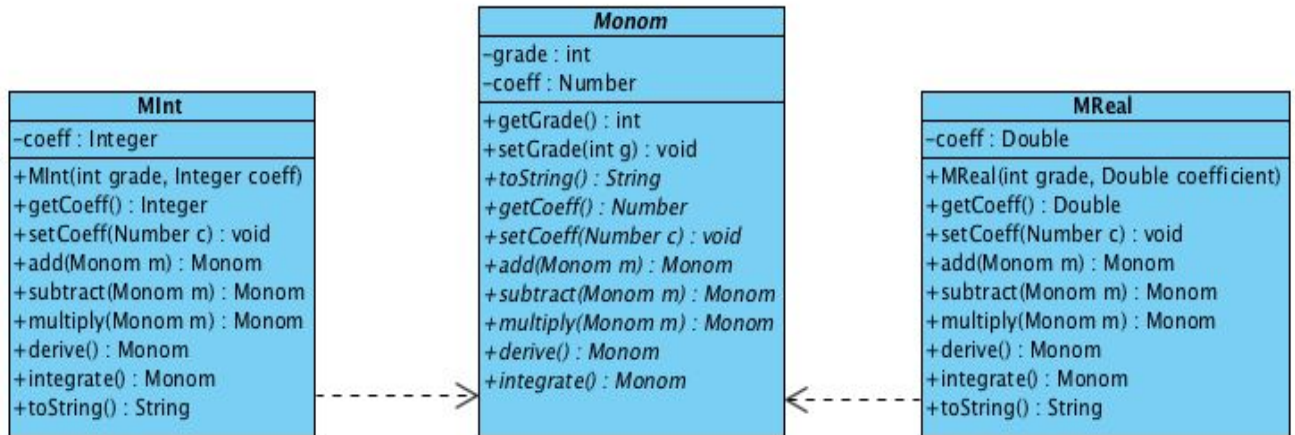 MInt
-coeff : Integer
+MInt(int grade, Integer coeff)
+getCoeff() : Integer
+setCoeff(Number c) : void
+add(Monom m) : Monom
+subtract(Monom m) : Monom
+multiply(Monom m) : Monom
+derive() : Monom
+integrate() : Monom
+toString() : String
Monom
-grade : int
-coeff : Number
+getGrade() : int
+setGrade(int g) : void
+toString() : String
+getCoeff() : Number
+setCoeff(Number c) : void
+add(Monom m) : Monom
+subtract(Monom m) : Monom
+multiply(Monom m) : Monom
+derive() : Monom
+integrate() : Monom
MReal
-coeff : Double
+MReal(int grade, Double coefficient)
+getCoeff() : Double
+setCoeff(Number c) : void
+add(Monom m) : Monom
+subtract(Monom m) : Monom
+multiply(Monom m) : Monom
+derive() : Monom
+integrate() : Monom
+toString() : String